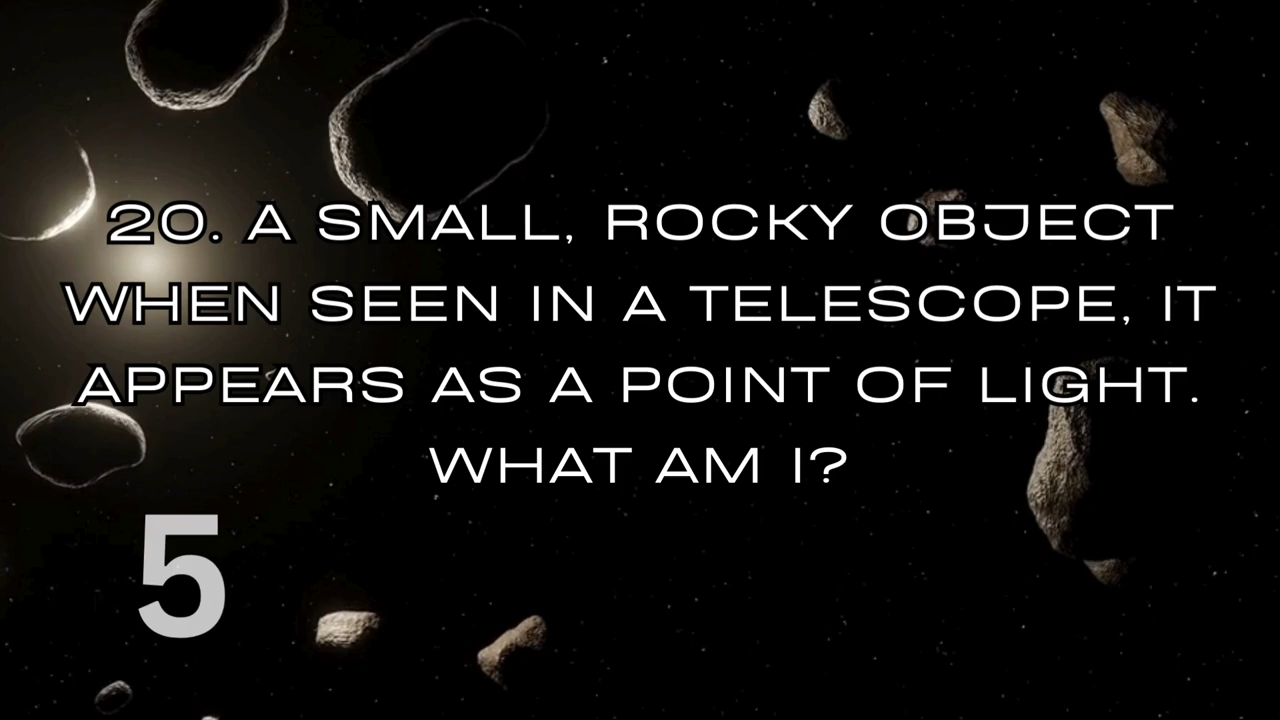 20. A SMALL, ROCKY OBJECT
WHEN SEEN IN A TELESCOPE, IT
APPEARS AS A POINT OF LIGHT.
WHAT AM I?
5